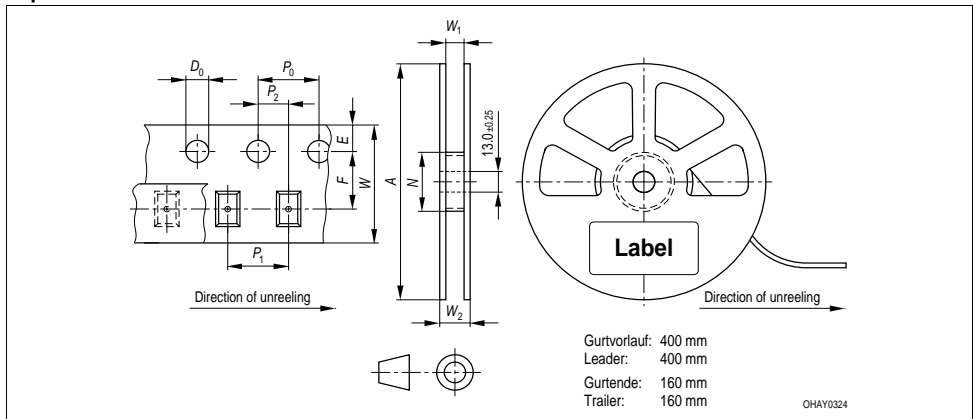 W1
D0
P0
P2
E
F
W
A
N
13.0 ±0.25
Label
P1
Direction of unreeling
W2
Direction of unreeling
Gurtvorlauf: 400 mm
Leader: 400 mm
Gurtende: 160 mm
Trailer: 160 mm
OHAY0324